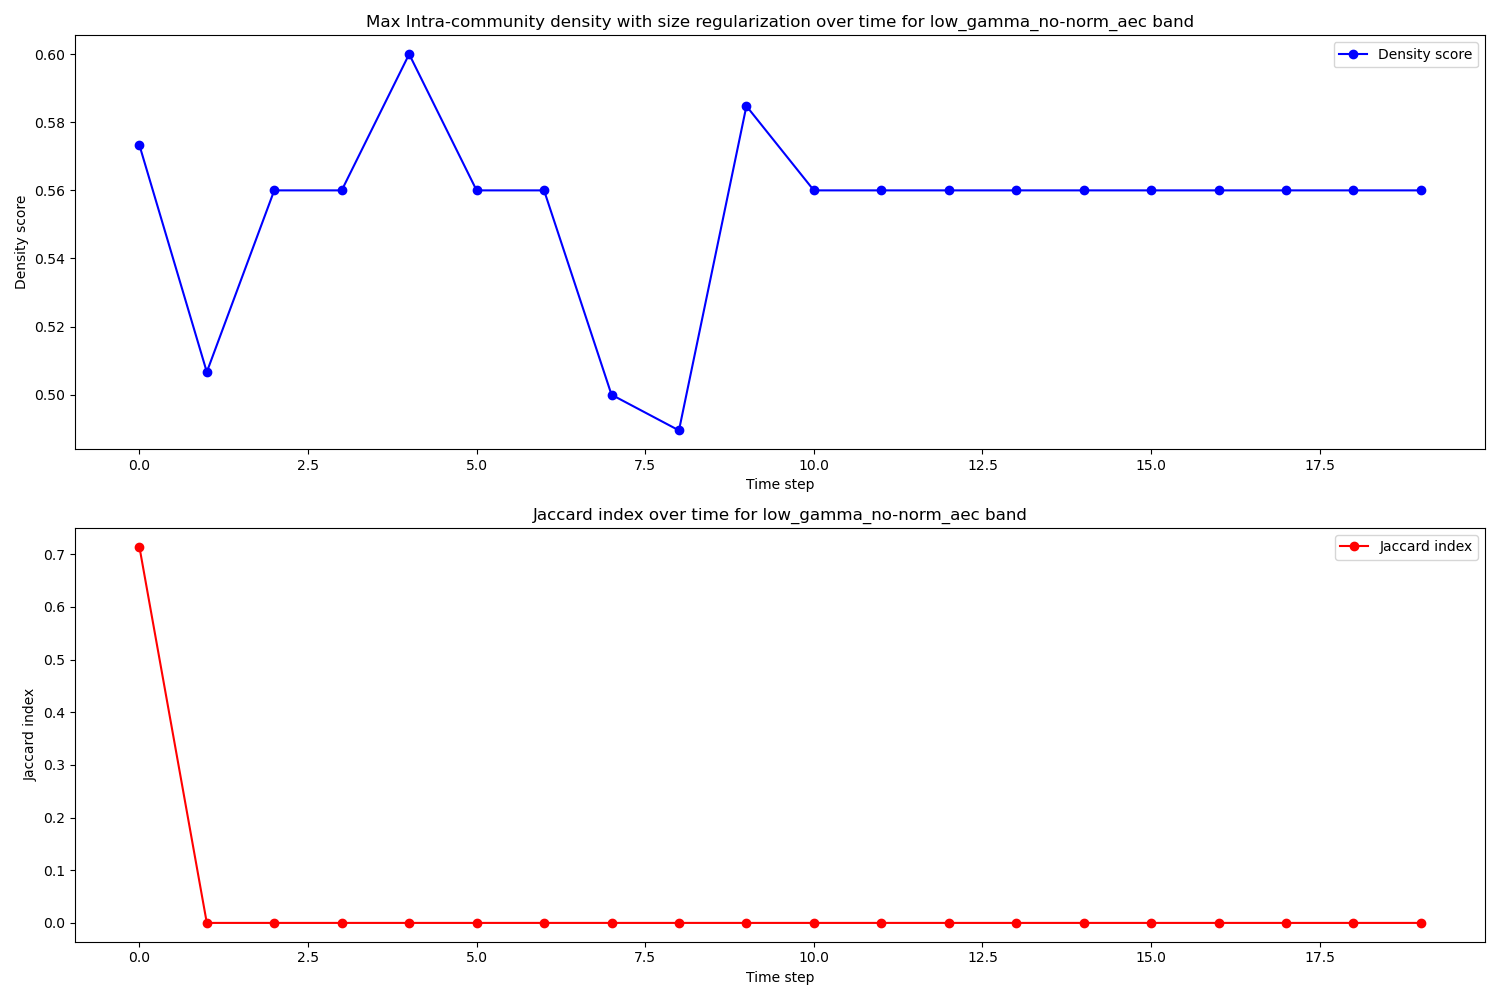 Max Intra-community density with size regularization over time for low_gamma_no-norm_aec band
Density score
0.60
0.58
0.56
0.54
0.52
0.50
Density score
0.0 2.5 5.0 7.5 10.0 12.5 15.0 17.5
Time step
Jaccard index over time for low_gamma_no-norm_aec band
Jaccard index
0.7
0.6
0.5
0.4
0.3
0.2
0.1
0.0
Jaccard index
0.0 2.5 5.0 7.5 10.0 12.5 15.0 17.5
Time step